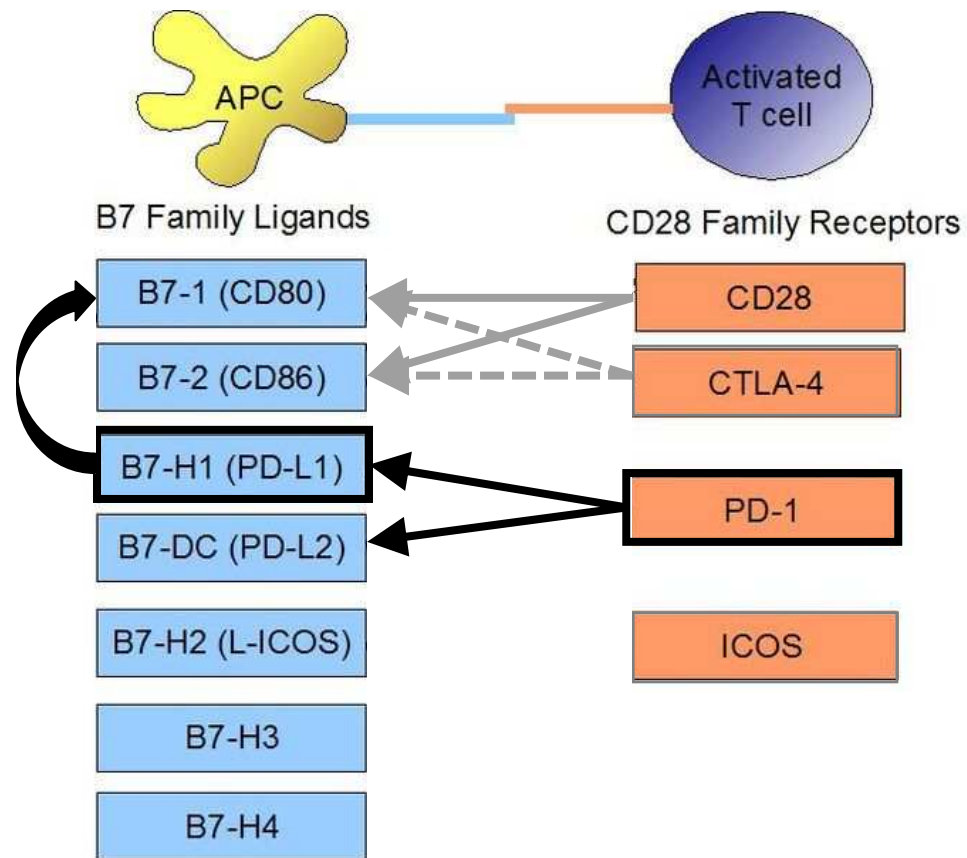 APC
Activated
T cell
B7 Family Ligands
CD28 Family Receptors
B7-1 (CD80)
CD28
B7-2 (CD86)
CTLA-4
B7-H1 (PD-L1)
PD-1
B7-DC (PD-L2)
B7-H2 (L-ICOS)
ICOS
B7-H3
B7-H4